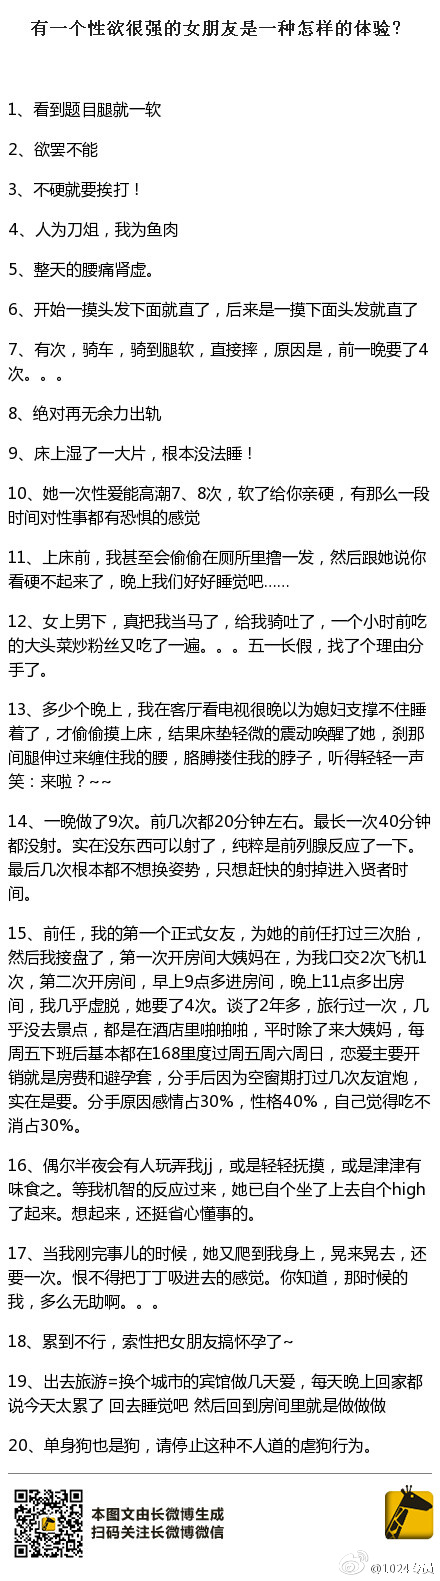 有一个性欲很强的女朋友是一种怎样的体验?
1、看到题目腿就一软
2、欲罢不能
3、不硬就要挨打！
4、人为刀俎，我为鱼肉
5、整天的腰痛肾虚。
6、开始一摸头发下面就直了，后来是一摸下面头发就直了
7、有次，骑车，骑到腿软，直接摔，原因是，前一晚要了4
次。。。
8、绝对再无余力出轨
9、床上湿了一大片，根本没法睡！
10、她一次性爱能高潮7、8次，软了给你亲硬，有那么一段
时间对性事都有恐惧的感觉
11、上床前，我甚至会偷偷在厕所里撸一发，然后跟她说你
看硬不起来了，晚上我们好好睡觉吧......
12、女上男下，真把我当马了，给我骑吐了，一个小时前吃
的大头菜炒粉丝又吃了一遍。。。五一长假，找了个理由分
手了。
13、多少个晚上，我在客厅看电视很晚以为媳妇支撑不住睡
着了，才偷偷摸上床，结果床垫轻微的震动唤醒了她，刹那
间腿伸过来缠住我的腰，胳膊搂住我的脖子，听得轻轻一声
笑：来啦？~~
14、一晚做了9次。前几次都20分钟左右。最长一次40分钟
都没射。实在没东西可以射了，纯粹是前列腺反应了一下。
最后几次根本都不想换姿势，只想赶快的射掉进入贤者时
间。
15、前任，我的第一个正式女友，为她的前任打过三次胎，
然后我接盘了，第一次开房间大姨妈在，为我口交2次飞机1
次，第二次开房间，早上9点多进房间，晚上11点多出房
间，我几乎虚脱，她要了4次。谈了2年多，旅行过一次，几
乎没去景点，都是在酒店里啪啪啪，平时除了来大姨妈，每
周五下班后基本都在168里度过周五周六周日，恋爱主要开
销就是房费和避孕套，分手后因为空窗期打过几次友谊炮，
实在是要。分手原因感情占30%，性格40%，自己觉得吃不
消占30%。
16、偶尔半夜会有人玩弄我jj，或是轻轻抚摸，或是津津有
味食之。等我机智的反应过来，她已自个坐了上去自个high
了起来。想起来，还挺省心懂事的。
17、当我刚完事儿的时候，她又爬到我身上，晃来晃去，还
要一次。恨不得把丁丁吸进去的感觉。你知道，那时候的
我，多么无助啊。。。
18、累到不行，索性把女朋友搞怀孕了~
19、出去旅游=换个城市的宾馆做几天爱，每天晚上回家都
说今天太累了 回去睡觉吧 然后回到房间里就是做做做
20、单身狗也是狗，请停止这种不人道的虐狗行为。
本图文由长微博生成
扫码关注长微博微信